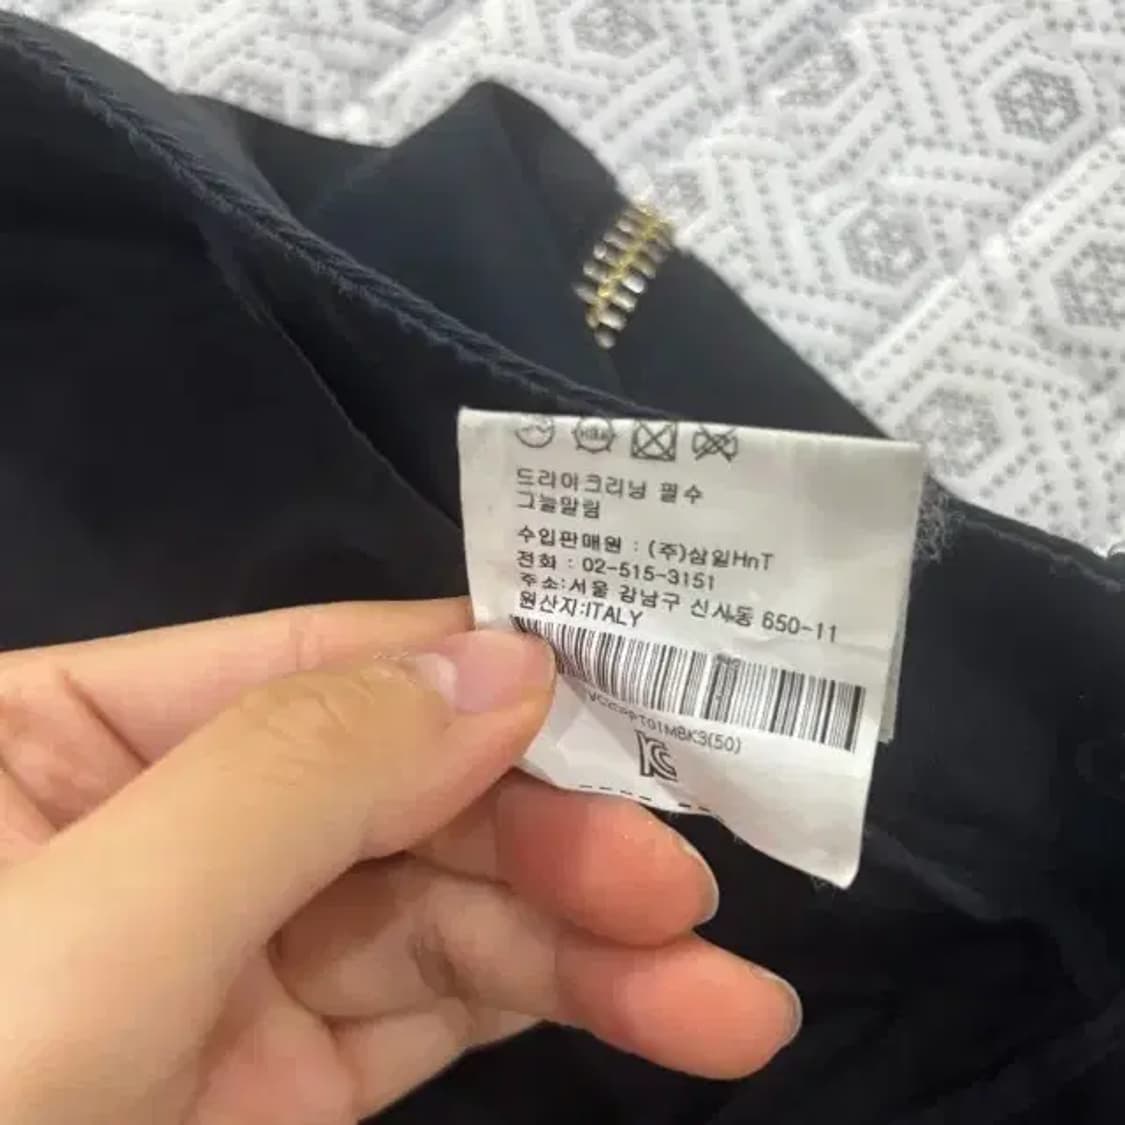 드라이크리닝 필수
그늘말림
수입판매원 : (주)삼일HnT
전화 : 02-515-3151
주소:서울 강남구 신사동 650-11
원산지:ITALY